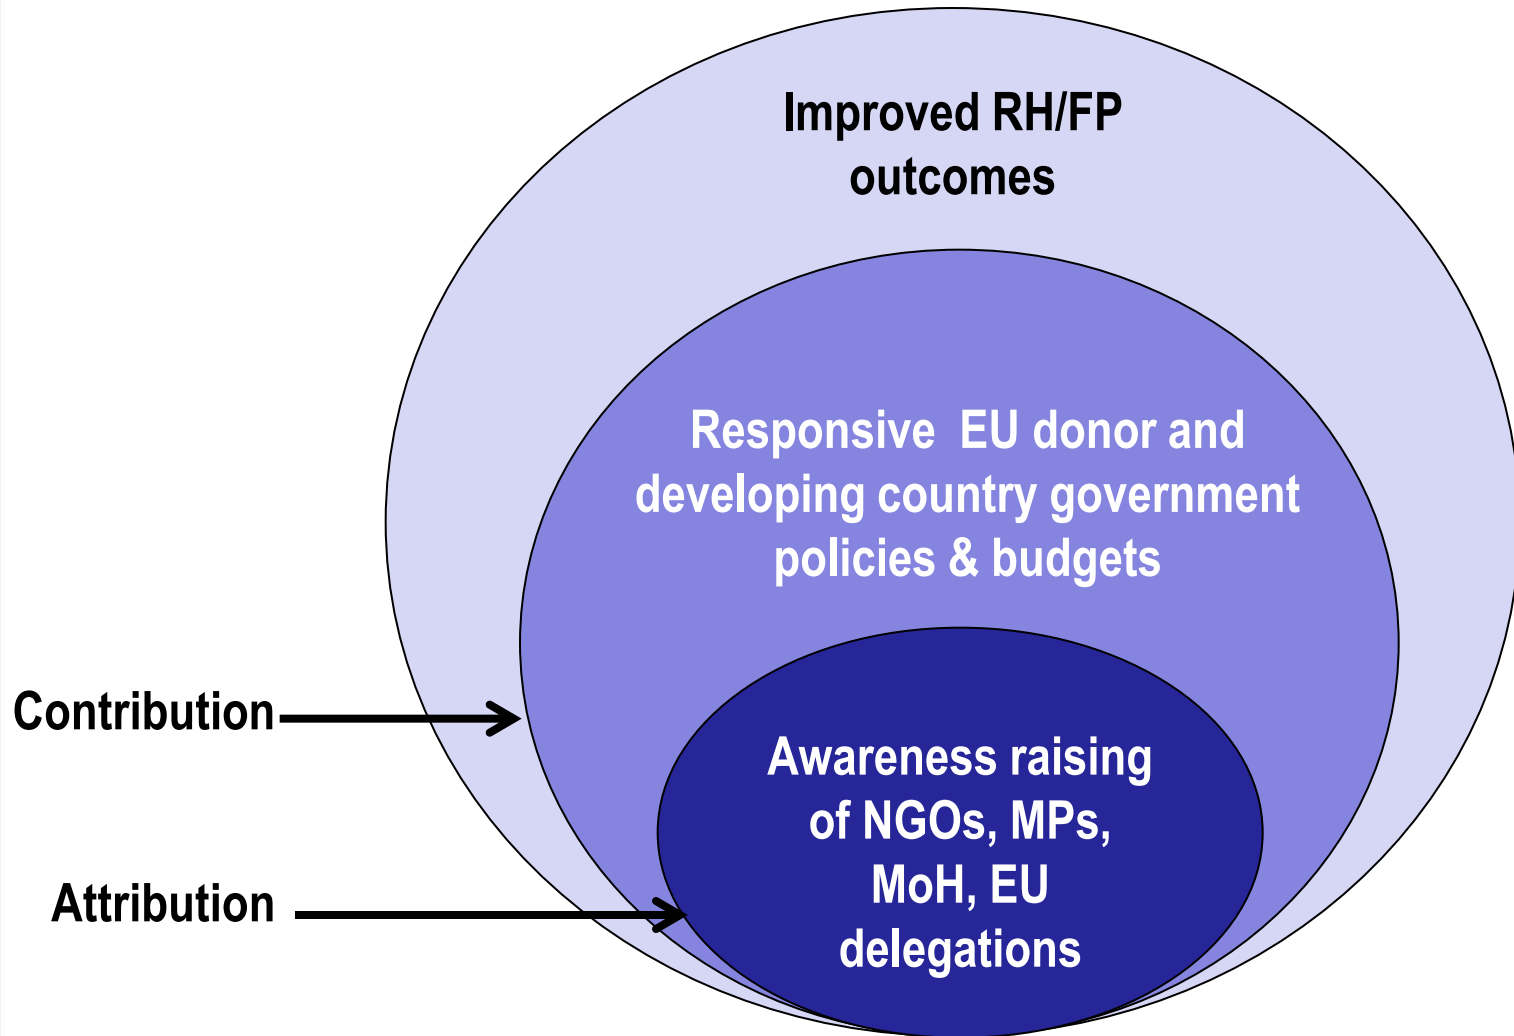 Improved RH/FP
outcomes
Responsive EU donor and
developing country government
policies & budgets
Contribution
Awareness raising
of NGOs, MPs,
MoH, EU
delegations
Attribution